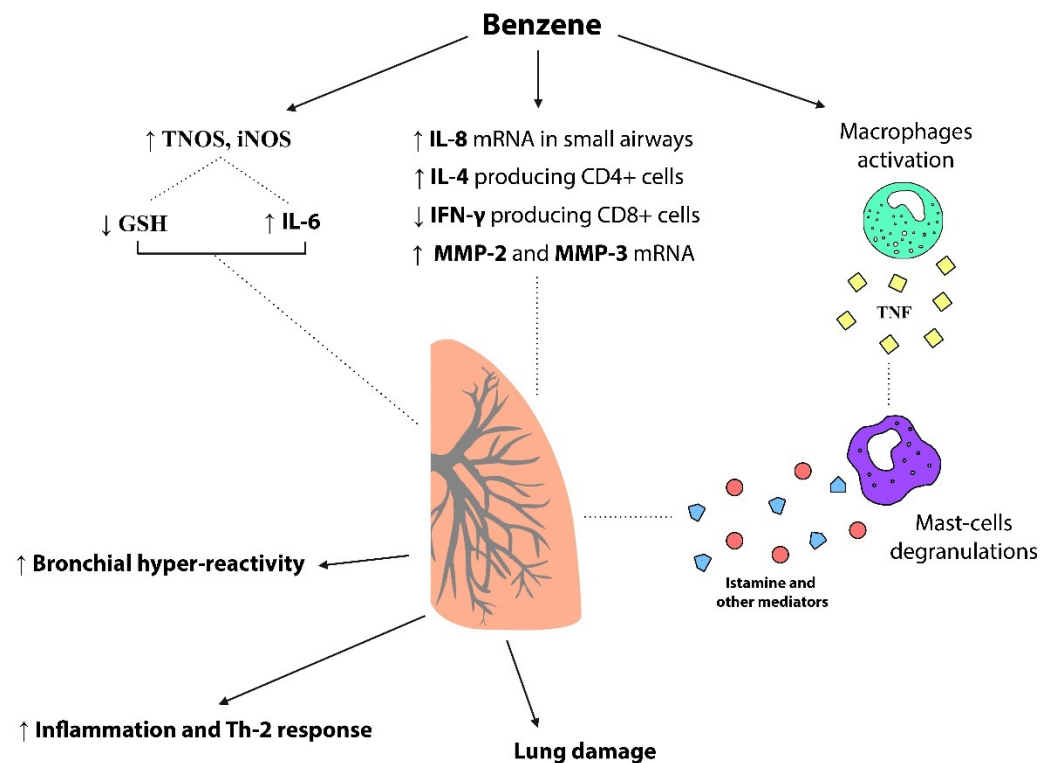 Benzene
↑ TNOS, iNOS
↓ GSH
↑ IL-6
↑ IL-8 mRNA in small airways
↑ IL-4 producing CD4+ cells
↓ IFN-γ producing CD8+ cells
↑ MMP-2 and MMP-3 mRNA
Macrophages
activation
TNF
Mast-cells
degranulations
Istamine and
other mediators
↑ Bronchial hyper-reactivity
↑ Inflammation and Th-2 response
Lung damage